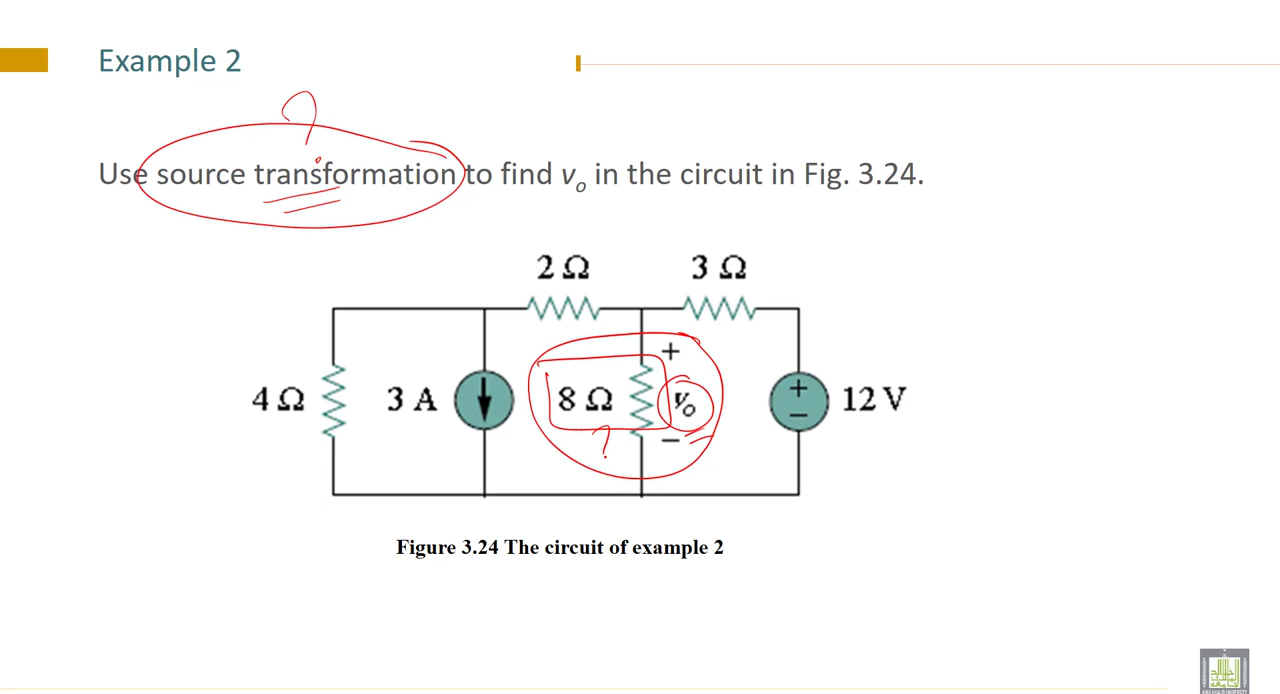 Example 2
Use source transformation to find vₒ in the circuit in Fig. 3.24.
2 Ω
3 Ω
+
4 Ω
3 A
8 Ω
vₒ
+
−
12 V
?
−
Figure 3.24 The circuit of example 2